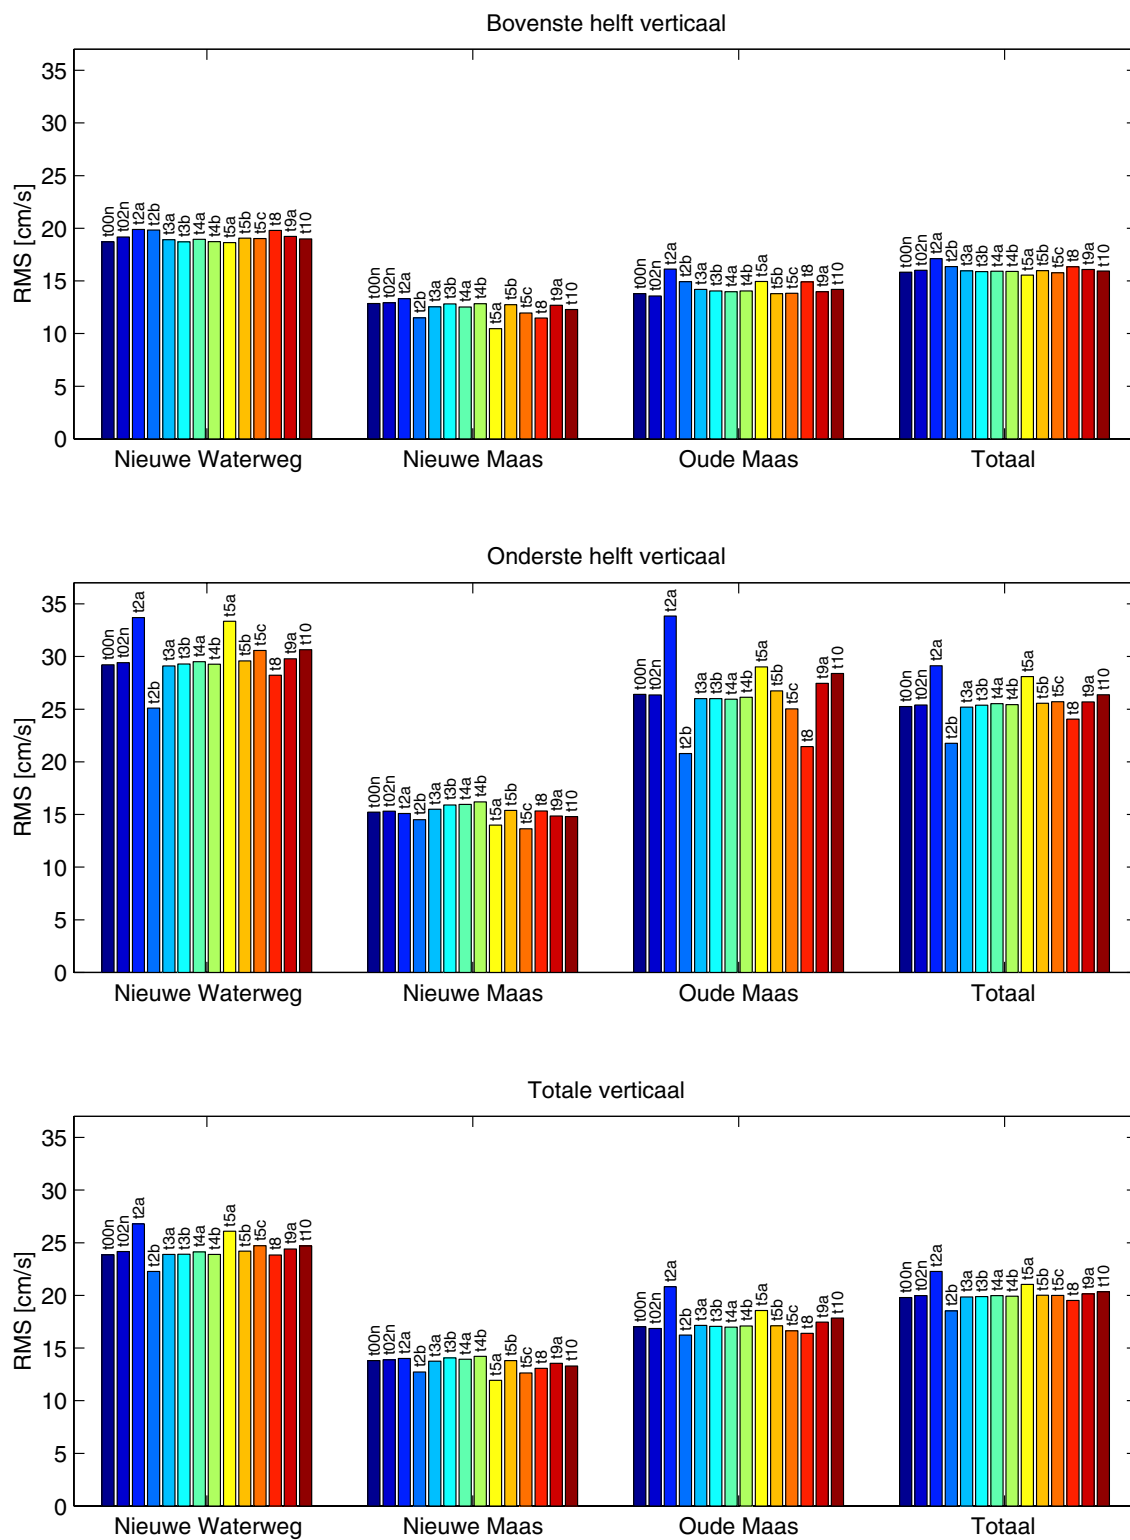 Bovenste helft verticaal
35
30
25
20
15
10
5
0
RMS [cm/s]
t00n t02n t2a t2b t3a t3b t4a t4b t5a t5b t5c t8 t9a t10
t00n t02n t2a t2b t3a t3b t4a t4b t5a t5b t5c t8 t9a t10
t00n t02n t2a t2b t3a t3b t4a t4b t5a t5b t5c t8 t9a t10
t00n t02n t2a t2b t3a t3b t4a t4b t5a t5b t5c t8 t9a t10
Nieuwe Waterweg Nieuwe Maas Oude Maas Totaal
Onderste helft verticaal
35
30
25
20
15
10
5
0
RMS [cm/s]
t00n t02n t2a t2b t3a t3b t4a t4b t5a t5b t5c t8 t9a t10
t00n t02n t2a t2b t3a t3b t4a t4b t5a t5b t5c t8 t9a t10
t00n t02n t2a t2b t3a t3b t4a t4b t5a t5b t5c t8 t9a t10
t00n t02n t2a t2b t3a t3b t4a t4b t5a t5b t5c t8 t9a t10
Nieuwe Waterweg Nieuwe Maas Oude Maas Totaal
Totale verticaal
35
30
25
20
15
10
5
0
RMS [cm/s]
t00n t02n t2a t2b t3a t3b t4a t4b t5a t5b t5c t8 t9a t10
t00n t02n t2a t2b t3a t3b t4a t4b t5a t5b t5c t8 t9a t10
t00n t02n t2a t2b t3a t3b t4a t4b t5a t5b t5c t8 t9a t10
t00n t02n t2a t2b t3a t3b t4a t4b t5a t5b t5c t8 t9a t10
Nieuwe Waterweg Nieuwe Maas Oude Maas Totaal